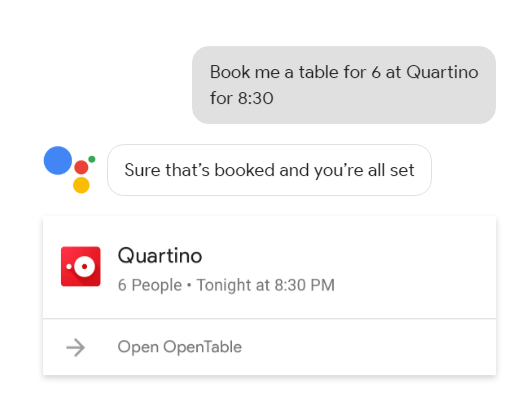 Book me a table for 6 at Quartino
for 8:30
Sure that's booked and you're all set
Quartino
6 People • Tonight at 8:30 PM
Open OpenTable